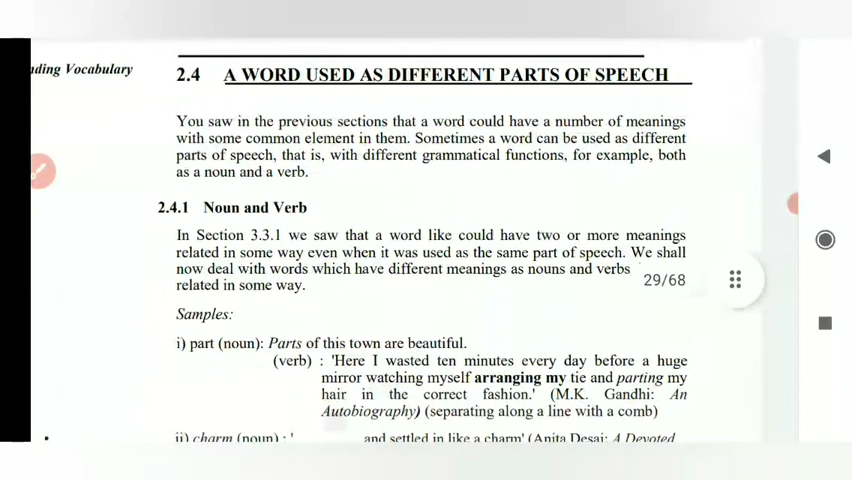 nding Vocabulary
2.4 A WORD USED AS DIFFERENT PARTS OF SPEECH
You saw in the previous sections that a word could have a number of meanings
with some common element in them. Sometimes a word can be used as different
parts of speech, that is, with different grammatical functions, for example, both
as a noun and a verb.
2.4.1 Noun and Verb
In Section 3.3.1 we saw that a word like could have two or more meanings
related in some way even when it was used as the same part of speech. We shall
now deal with words which have different meanings as nouns and verbs
related in some way.
29/68
Samples:
i) part (noun): Parts of this town are beautiful.
(verb) : 'Here I wasted ten minutes every day before a huge
mirror watching myself arranging my tie and parting my
hair in the correct fashion.' (M.K. Gandhi: An
Autobiography) (separating along a line with a comb)
ii) charm (noun) : ' and settled in like a charm' (Anita Desai: A Devoted